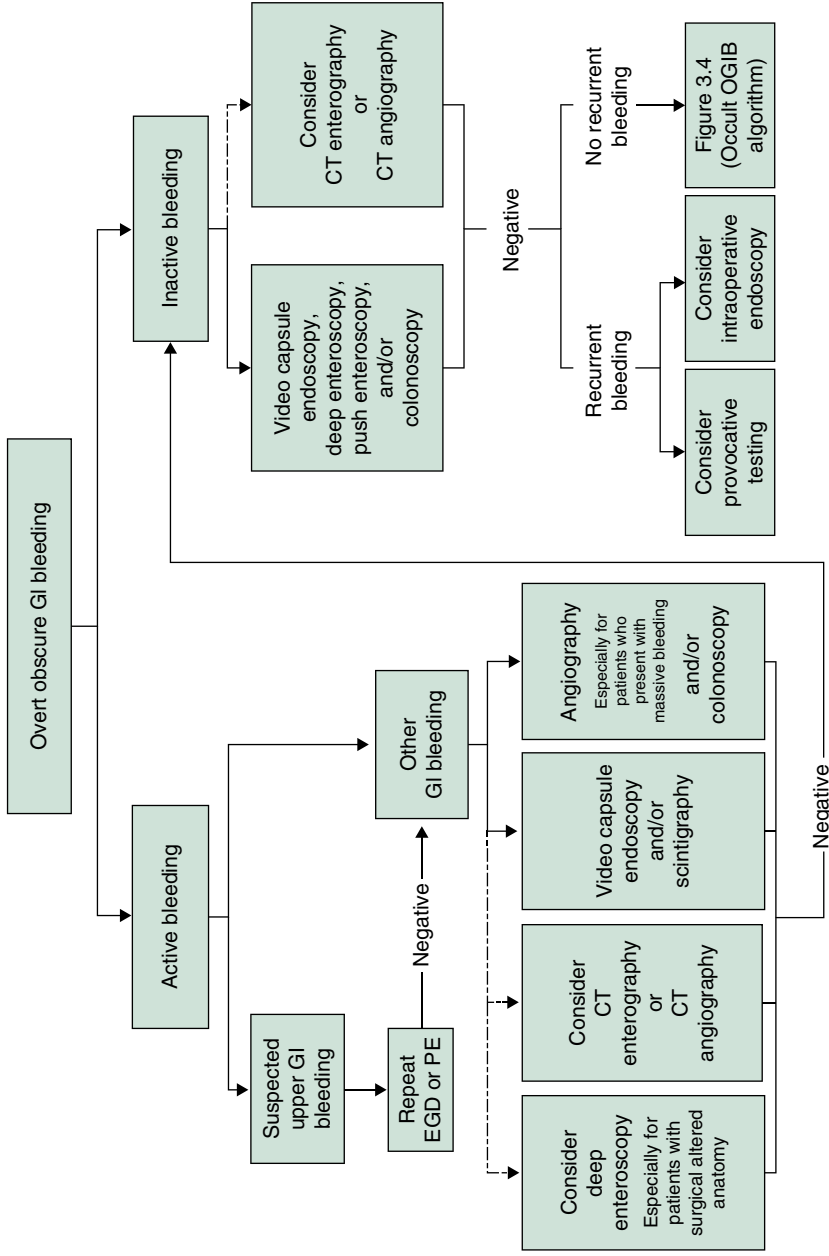 Overt obscure GI bleeding
Active bleeding
Inactive bleeding
Suspected
upper GI
bleeding
Repeat
EGD or PE
Negative
Other
GI bleeding
Consider
deep
enteroscopy
Especially for
patients with
surgical altered
anatomy
Consider
CT
enterography
or CT
angiography
Video capsule
endoscopy
and/or
scintigraphy
Angiography
Especially for
patients who
present with
massive bleeding
and/or
colonoscopy
Negative
Video capsule
endoscopy,
deep enteroscopy,
push enteroscopy,
and/or
colonoscopy
Consider
CT enterography
or
CT angiography
Negative
Recurrent
bleeding
No recurrent
bleeding
Consider
provocative
testing
Consider
intraoperative
endoscopy
Figure 3.4
(Occult OGIB
algorithm)